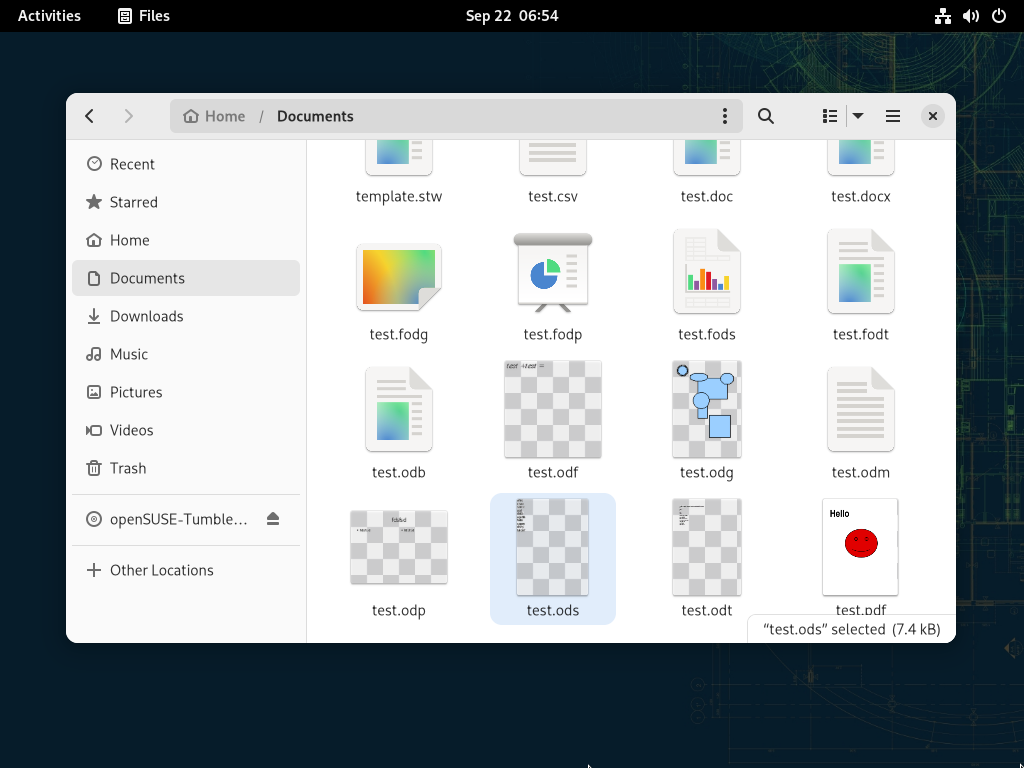 Activities
Files
Sep 22 06:54
Home / Documents
Recent
Starred
Home
Documents
Downloads
Music
Pictures
Videos
Trash
openSUSE-Tumble...
Other Locations
template.stw
test.csv
test.doc
test.docx
test.fodg
test.fodp
test.fods
test.fodt
test.odb
test.odf
test.odg
test.odm
Hello
test.odp
test.ods
test.odt
test.pdf
“test.ods” selected (7.4 kB)